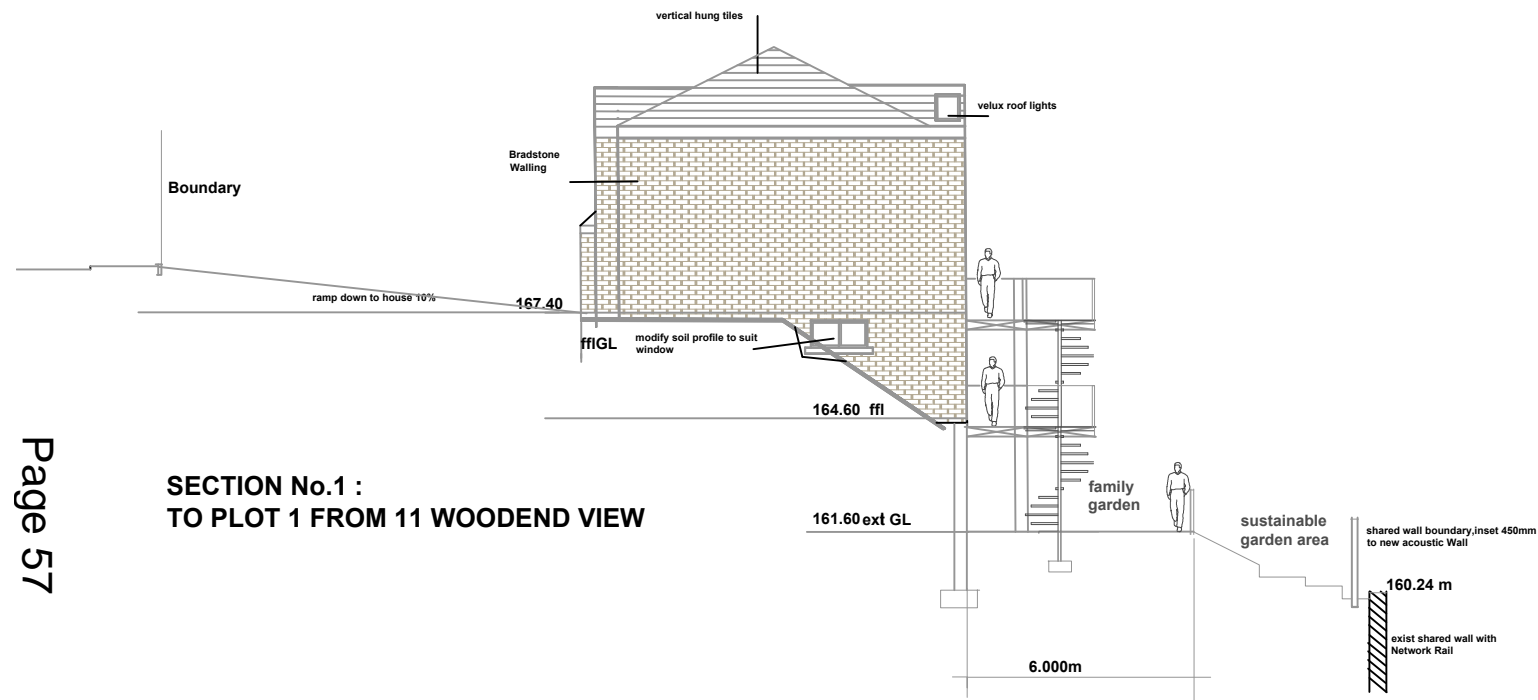 vertical hung tiles
velux roof lights
Bradstone
Walling
Boundary
ramp down to house 10%
167.40
fflGL
modify soil profile to suit
window
164.60 ffl
Page 57
SECTION No.1 :
TO PLOT 1 FROM 11 WOODEND VIEW
161.60 ext GL
family
garden
sustainable
garden area
shared wall boundary,inset 450mm
to new acoustic Wall
160.24 m
exist shared wall with
Network Rail
6.000m